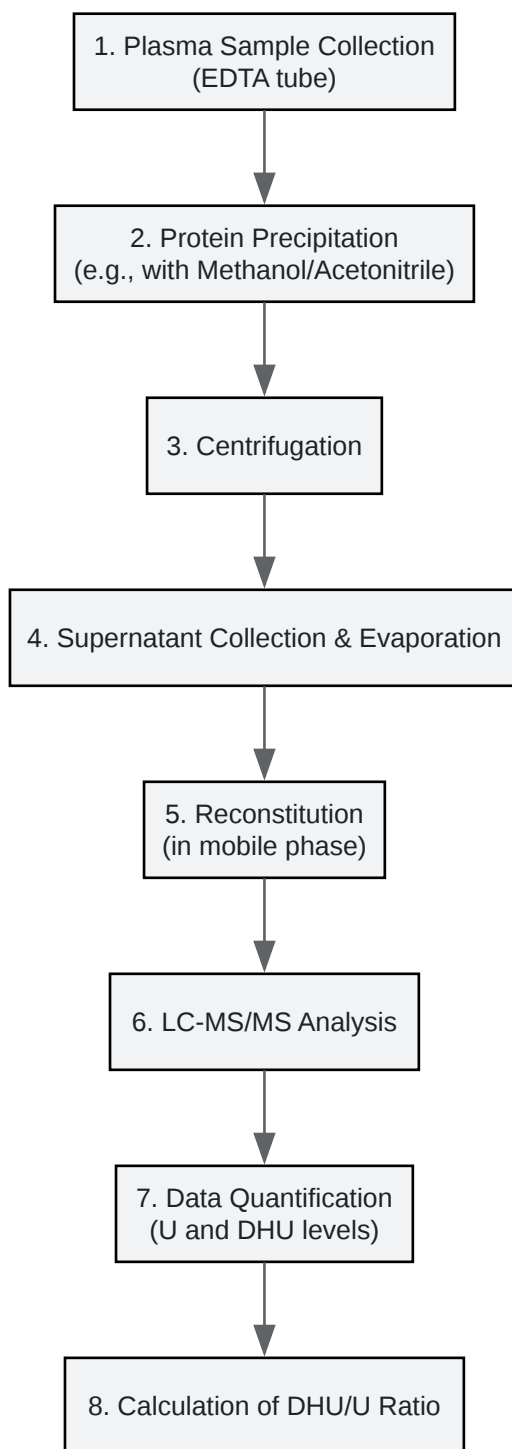 1. Plasma Sample Collection
(EDTA tube)
2. Protein Precipitation
(e.g., with Methanol/Acetonitrile)
3. Centrifugation
4. Supernatant Collection & Evaporation
5. Reconstitution
(in mobile phase)
6. LC-MS/MS Analysis
7. Data Quantification
(U and DHU levels)
8. Calculation of DHU/U Ratio